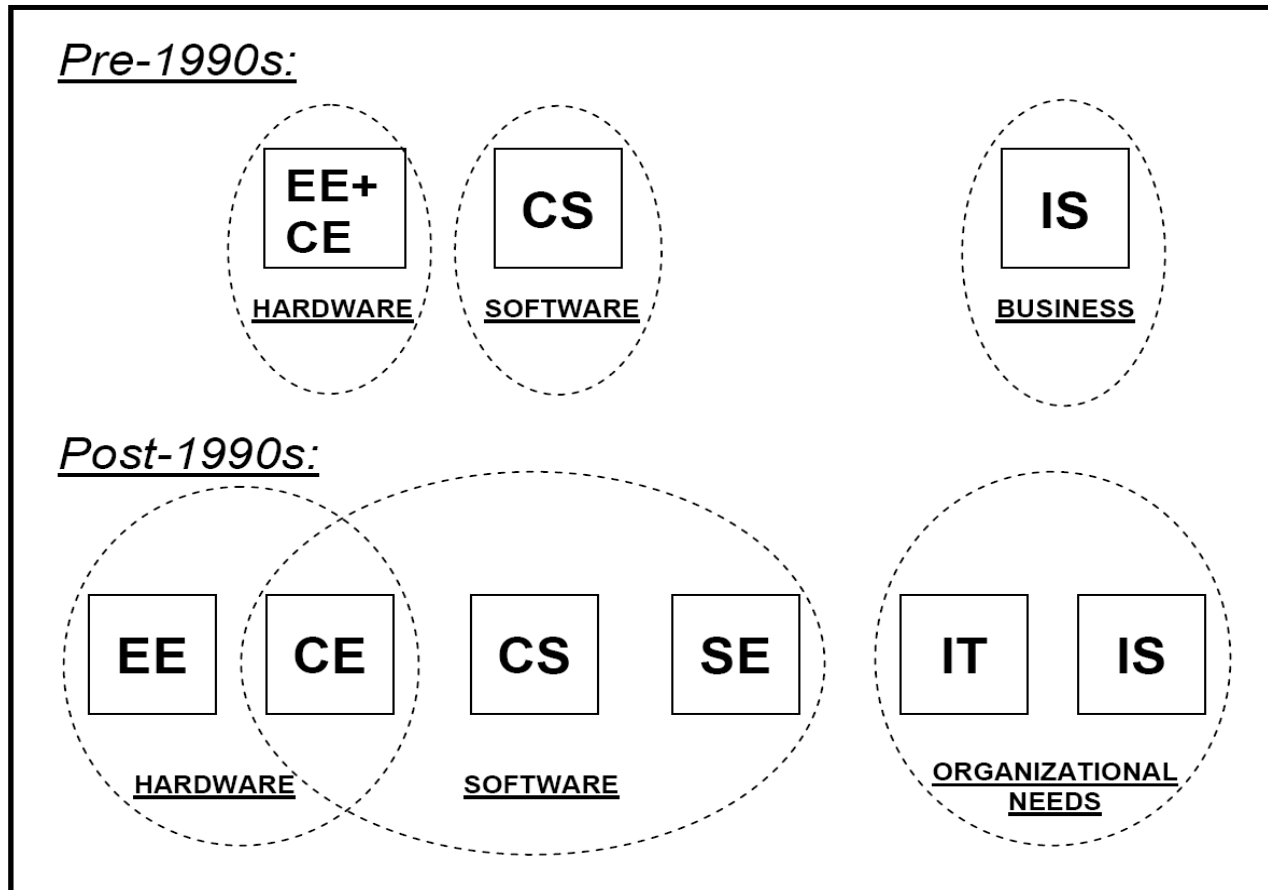 Pre-1990s:
EE+
CE
CS
IS
HARDWARE
SOFTWARE
BUSINESS
Post-1990s:
EE
CE
CS
SE
IT
IS
HARDWARE
SOFTWARE
ORGANIZATIONAL
NEEDS